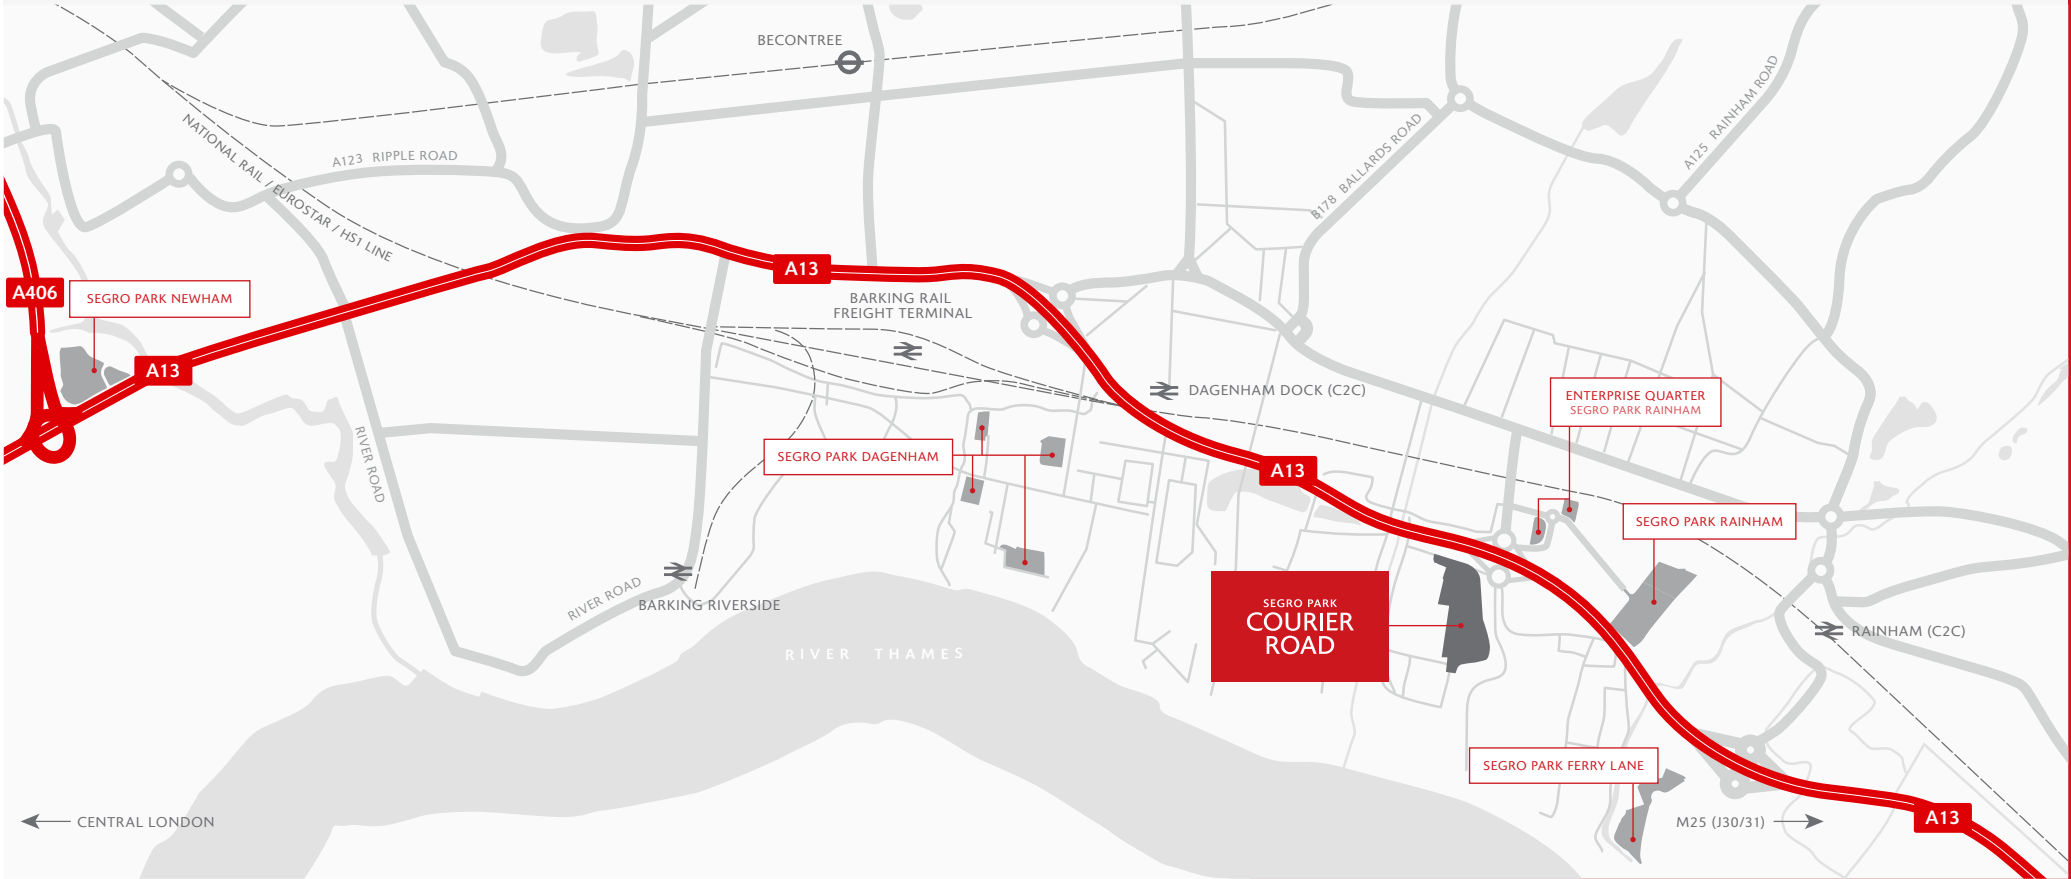 BECONTREE
NATIONAL RAIL / EUROSTAR / HS1 LINE
A123 RIPPLE ROAD
B178 BALLARDS ROAD
A125 RAINHAM ROAD
A406
SEGRO PARK NEWHAM
A13
A13
BARKING RAIL
FREIGHT TERMINAL
DAGENHAM DOCK (C2C)
ENTERPRISE QUARTER
SEGRO PARK RAINHAM
RIVER ROAD
SEGRO PARK DAGENHAM
A13
SEGRO PARK RAINHAM
RIVER ROAD
BARKING RIVERSIDE
SEGRO PARK
COURIER
ROAD
RAINHAM (C2C)
RIVER THAMES
SEGRO PARK FERRY LANE
CENTRAL LONDON
M25 (J30/31)
A13